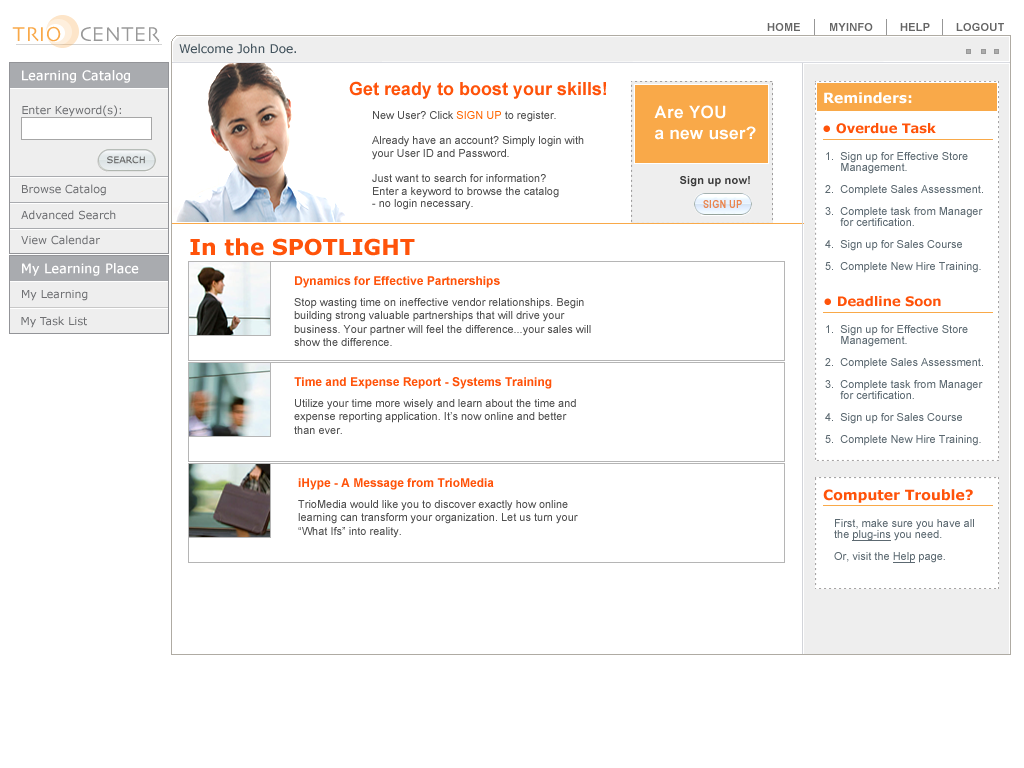 TRIO CENTER
HOME
MYINFO
HELP
LOGOUT
Welcome John Doe.
Learning Catalog
Enter Keyword(s):
SEARCH
Browse Catalog
Advanced Search
View Calendar
My Learning Place
My Learning
My Task List
Get ready to boost your skills!
New User? Click SIGN UP to register.
Already have an account? Simply login with
your User ID and Password.
Just want to search for information?
Enter a keyword to browse the catalog
- no login necessary.
Are YOU
a new user?
Sign up now!
SIGN UP
In the SPOTLIGHT
Dynamics for Effective Partnerships
Stop wasting time on ineffective vendor relationships. Begin
building strong valuable partnerships that will drive your
business. Your partner will feel the difference...your sales will
show the difference.
Time and Expense Report - Systems Training
Utilize your time more wisely and learn about the time and
expense reporting application. It's now online and better
than ever.
iHype - A Message from TrioMedia
TrioMedia would like you to discover exactly how online
learning can transform your organization. Let us turn your
“What Ifs” into reality.
Reminders:
• Overdue Task
1. Sign up for Effective Store
Management.
2. Complete Sales Assessment.
3. Complete task from Manager
for certification.
4. Sign up for Sales Course
5. Complete New Hire Training.
• Deadline Soon
1. Sign up for Effective Store
Management.
2. Complete Sales Assessment.
3. Complete task from Manager
for certification.
4. Sign up for Sales Course
5. Complete New Hire Training.
Computer Trouble?
First, make sure you have all
the plug-ins you need.
Or, visit the Help page.